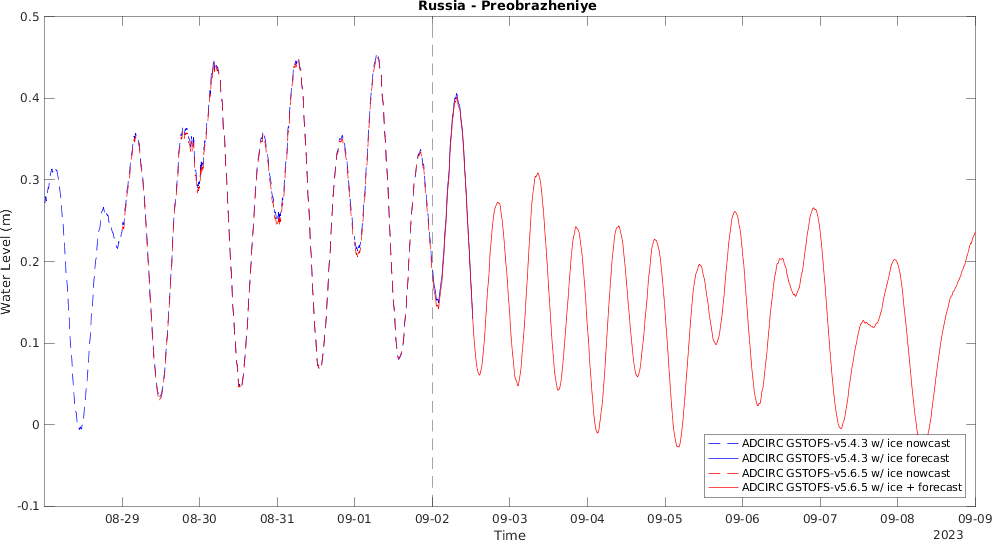 Russia - Preobrazheniye
0.5
0.4
0.3
0.2
0.1
0
-0.1
Water Level (m)
ADCIRC GSTOFS-v5.4.3 w/ ice nowcast
ADCIRC GSTOFS-v5.4.3 w/ ice forecast
ADCIRC GSTOFS-v5.6.5 w/ ice nowcast
ADCIRC GSTOFS-v5.6.5 w/ ice + forecast
08-29 08-30 08-31 09-01 09-02 09-03 09-04 09-05 09-06 09-07 09-08 09-09
Time
2023